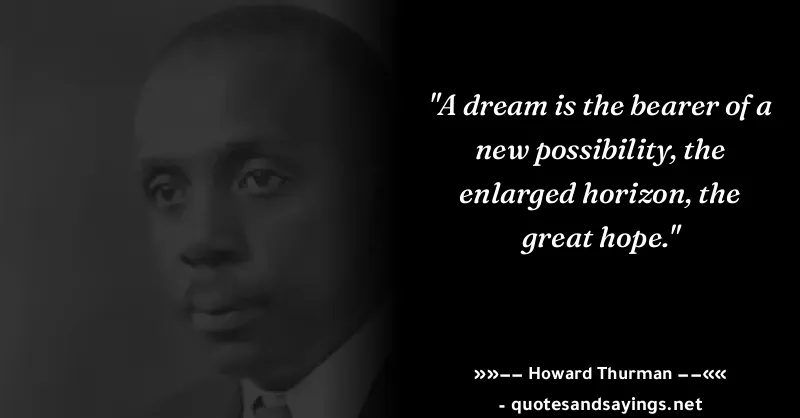 "A dream is the bearer of a
new possibility, the
enlarged horizon, the
great hope."
»»–– Howard Thurman ––««
- quotesandsayings.net